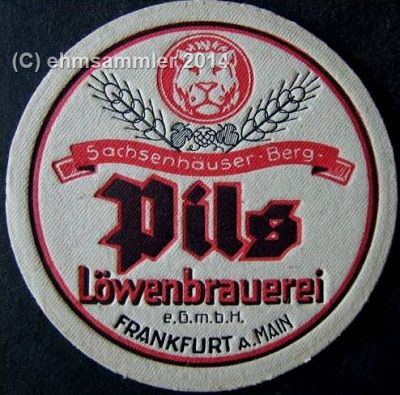 (C) ehmsammler 2014
Sachsenhäuser-Berg-
Pils
Löwenbrauerei
e.G.m.b.H.
FRANKFURT A.MAIN